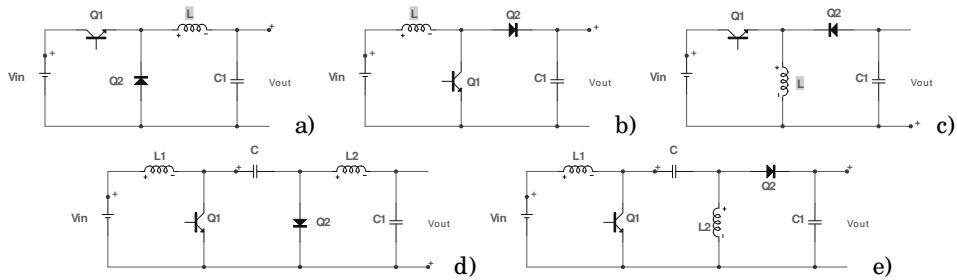 Q1
L
+
-
+
Vin
Q2
C1
Vout
+
a)
L
Q2
+
-
+
Vin
Q1
C1
Vout
+
b)
Q1
Q2
+
Vin
+
-
L
C1
Vout
+
c)
L1
C
L2
+
-
+
+
-
+
Vin
Q1
Q2
C1
Vout
+
d)
L1
C
Q2
+
-
+
+
+
Vin
Q1
+
L2
-
C1
Vout
e)